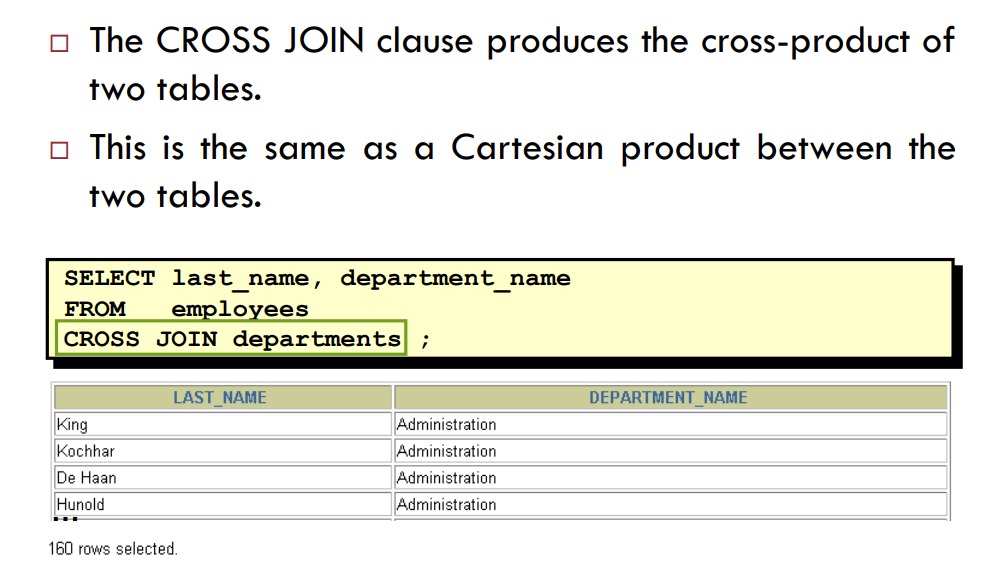 The CROSS JOIN clause produces the cross-product of
two tables.
This is the same as a Cartesian product between the
two tables.
SELECT last_name, department_name
FROM employees
CROSS JOIN departments ;
LAST_NAME DEPARTMENT_NAME
King Administration
Kochhar Administration
De Haan Administration
Hunold Administration
...
160 rows selected.